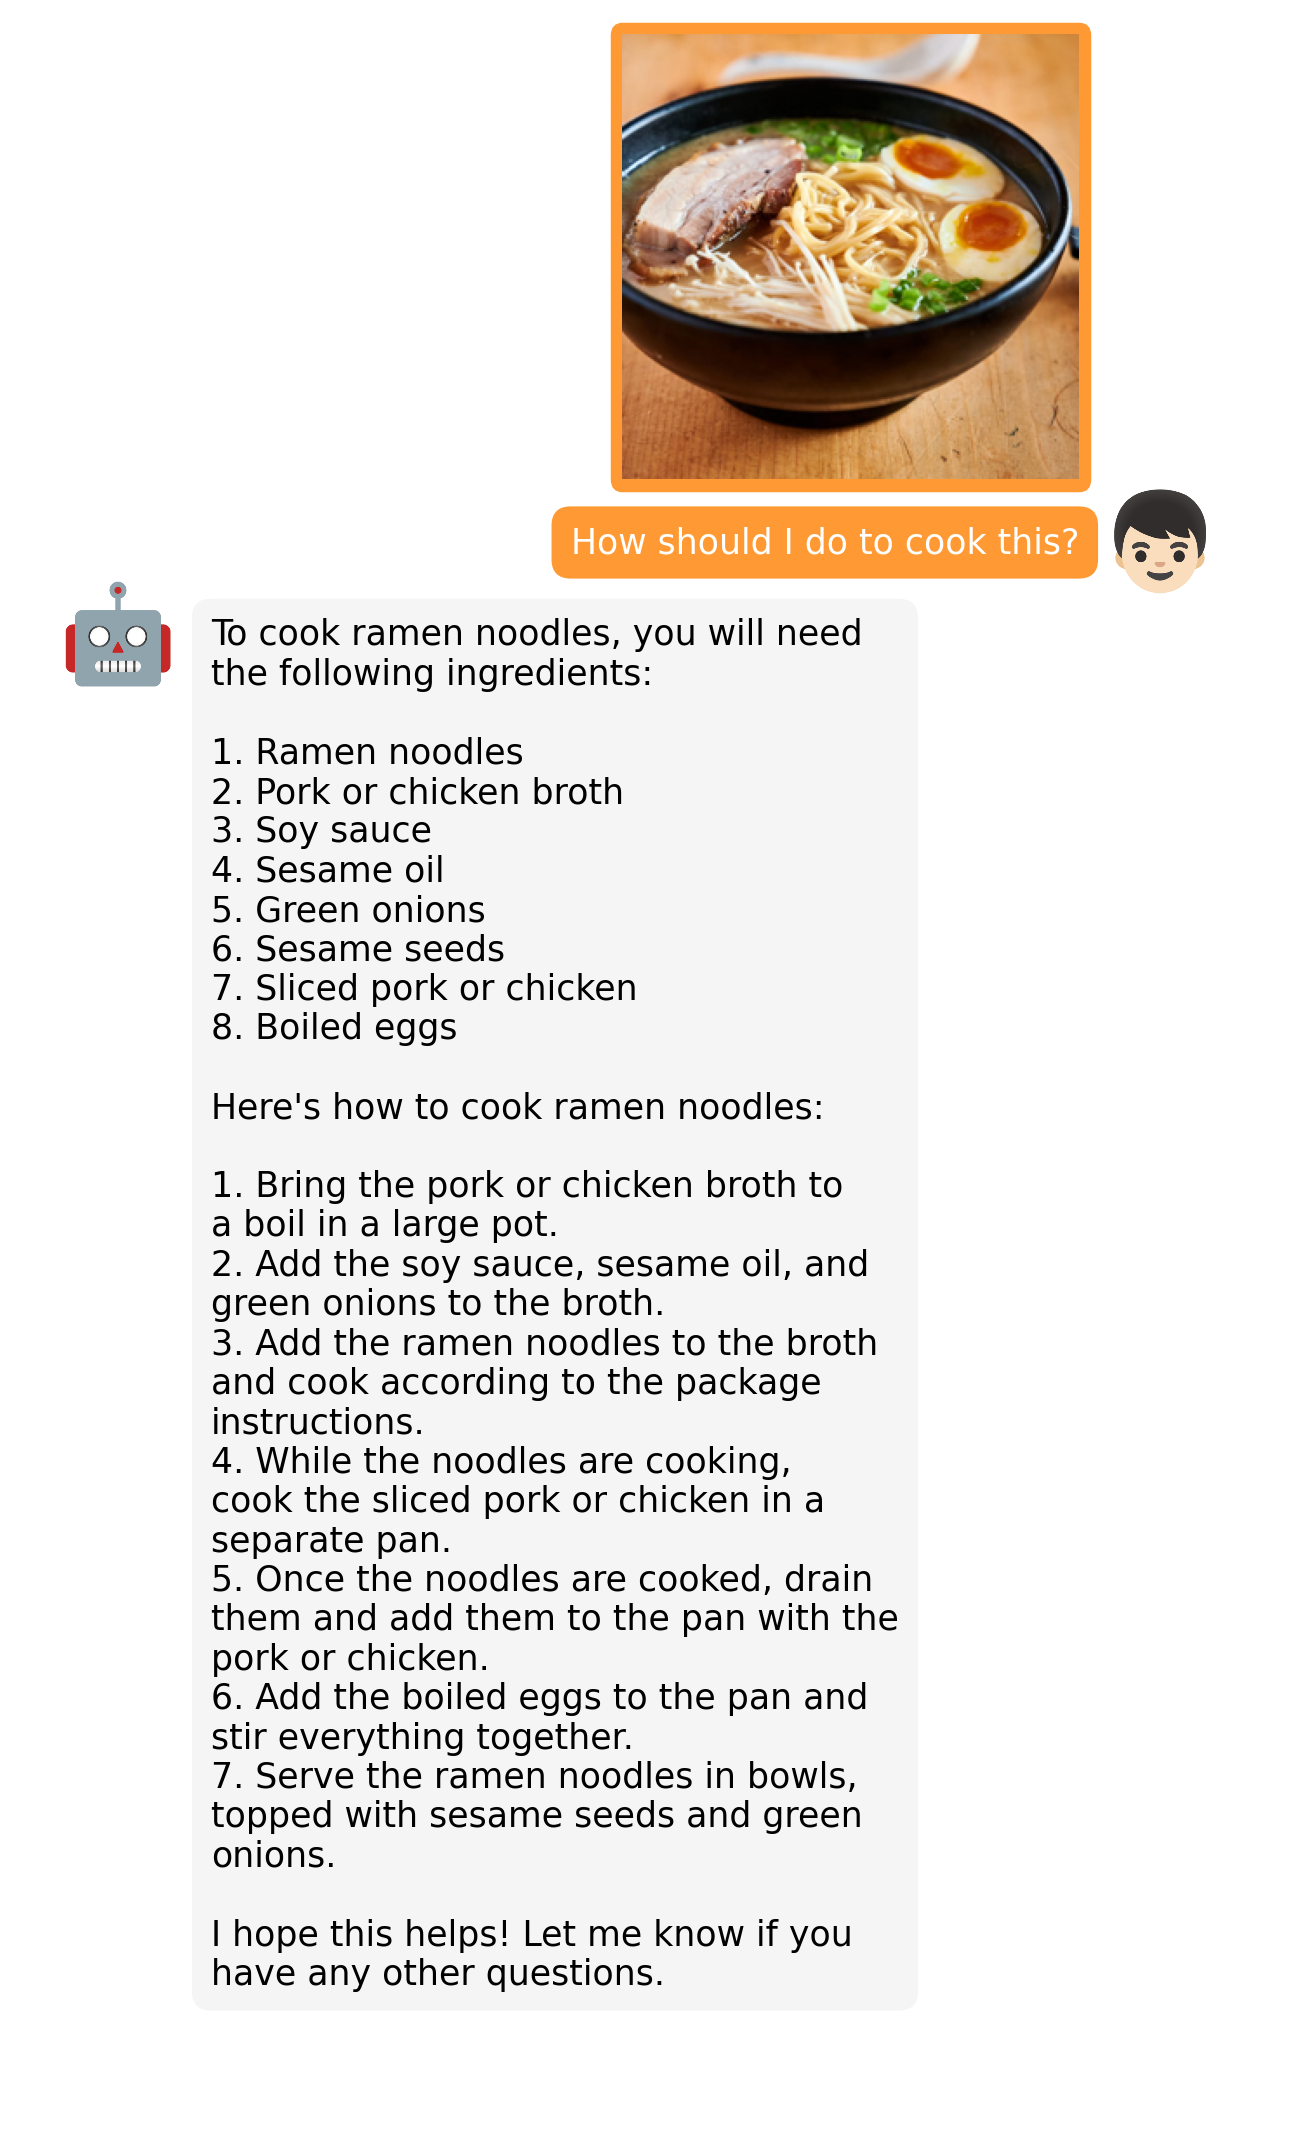 How should I do to cook this?
To cook ramen noodles, you will need
the following ingredients:
1. Ramen noodles
2. Pork or chicken broth
3. Soy sauce
4. Sesame oil
5. Green onions
6. Sesame seeds
7. Sliced pork or chicken
8. Boiled eggs
Here's how to cook ramen noodles:
1. Bring the pork or chicken broth to
a boil in a large pot.
2. Add the soy sauce, sesame oil, and
green onions to the broth.
3. Add the ramen noodles to the broth
and cook according to the package
instructions.
4. While the noodles are cooking,
cook the sliced pork or chicken in a
separate pan.
5. Once the noodles are cooked, drain
them and add them to the pan with the
pork or chicken.
6. Add the boiled eggs to the pan and
stir everything together.
7. Serve the ramen noodles in bowls,
topped with sesame seeds and green
onions.
I hope this helps! Let me know if you
have any other questions.